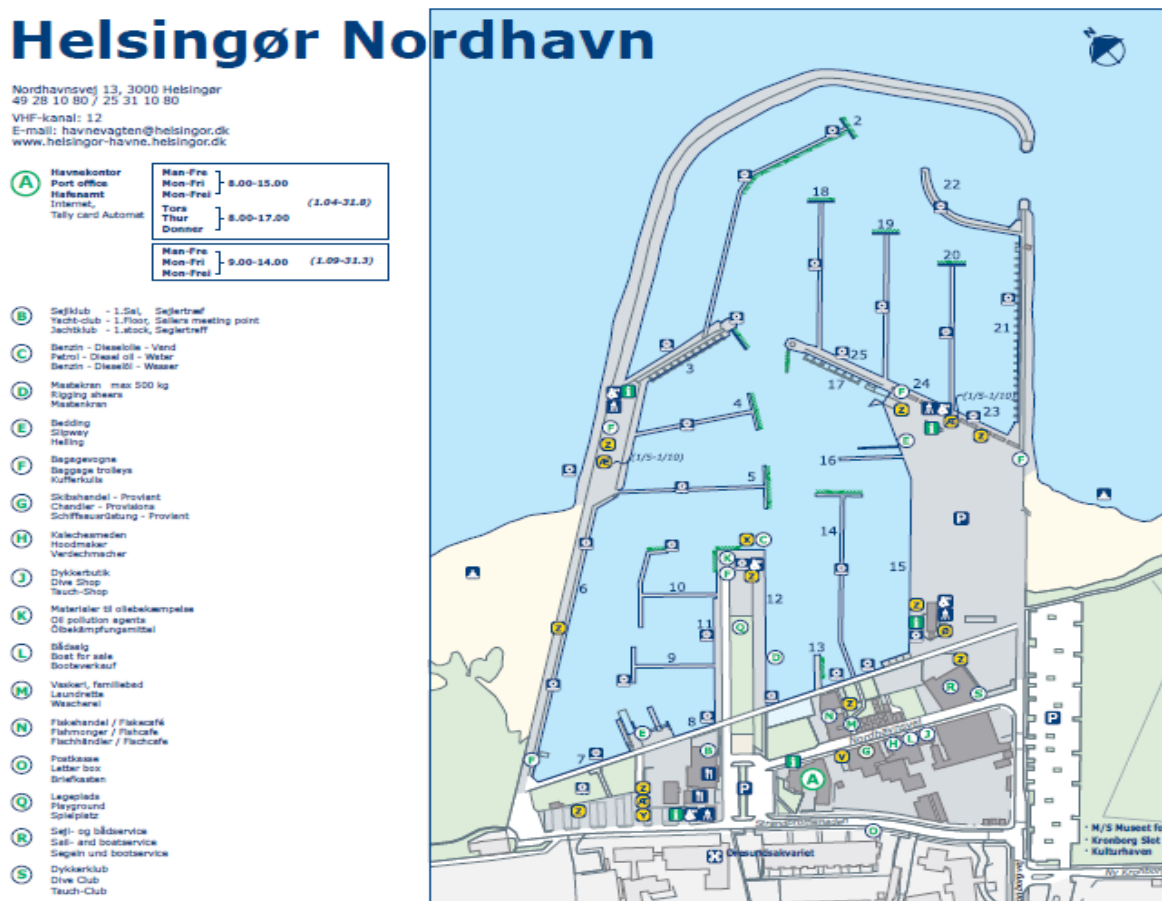 Helsingør Nordhavn
Nordhavnsvej 13, 3000 Helsingør
49 28 10 80 / 25 31 10 80
VHF-kanal: 12
E-mail: havnevagten@helsingor.dk
www.helsingor-havne.helsingor.dk
A
Havnekontor
Port office
Hafenamt
Internet,
Tally card Automat
Man-Fre
Mon-Fri
Mon-Frei
8.00-15.00
Tors
Thur
Donner
8.00-17.00
(1.04-31.8)
Man-Fre
Mon-Fri
Mon-Frei
9.00-14.00
(1.09-31.3)
B
Sejlklub - 1.Sal, Sejlertræf
Yacht-club - 1.Floor, Sailers meeting point
Jachtklub - 1.stock, Seglertreff
C
Benzin - Dieselolie - Vand
Petrol - Diesel oil - Water
Benzin - Dieselöl - Wasser
D
Mastekran max 500 kg
Rigging sheers
Mastenkran
E
Bedding
Slipway
Helling
F
Bagagevogne
Baggage trolleys
Kufferkulis
G
Skibshandel - Proviant
Chandler - Provisions
Schiffsausrüstung - Proviant
H
Kalechesmeden
Hoodmaker
Verdechmacher
J
Dykkerbutik
Dive Shop
Tauch-Shop
K
Materialer til oliebekæmpelse
Oil pollution agents
Ölbekämpfungsmittel
L
Bådsalg
Boat for sale
Booteverkauf
M
Vaskeri, familiebad
Laundrette
Wascherei
N
Fiskehandel / Fiskecafé
Fishmonger / Fishcafe
Fischhändler / Fischcafe
O
Postkasse
Letter box
Briefkasten
Q
Legeplads
Playground
Spielplatz
R
Sejl- og bådservice
Sail- and boatservice
Segeln und bootservice
S
Dykkerklub
Dive Club
Tauch-Club
N
2
18
22
19
20
21
3
25
17
24
(1/5-1/10)
23
4
F
F
Z
Z
Z
Æ
Æ
(1/5-1/10)
E
16
F
5
14
P
X
C
K
F
Z
10
12
15
6
Z
11
Q
Z
Ø
9
D
13
Z
R
S
N
Z
M
Nordhavnsvej
8
E
B
G
H
L
J
V
F
7
A
P
P
Z
Z
Æ
Y
Strandpromenaden
O
Øresundsakvariet
· M/S Museet fo
· Kronborg Slot
· Kulturhaven